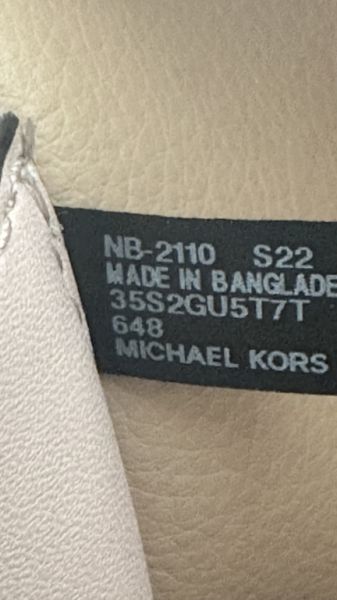 NB-2110 S22
MADE IN BANGLADE
35S2GU5T7T
648
MICHAEL KORS